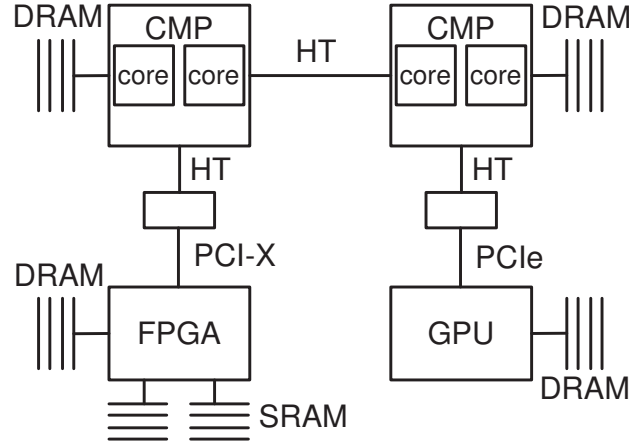 DRAM
CMP
core core
HT
CMP
core core
DRAM
HT
HT
PCI-X
PCIe
DRAM
FPGA
GPU
DRAM
SRAM